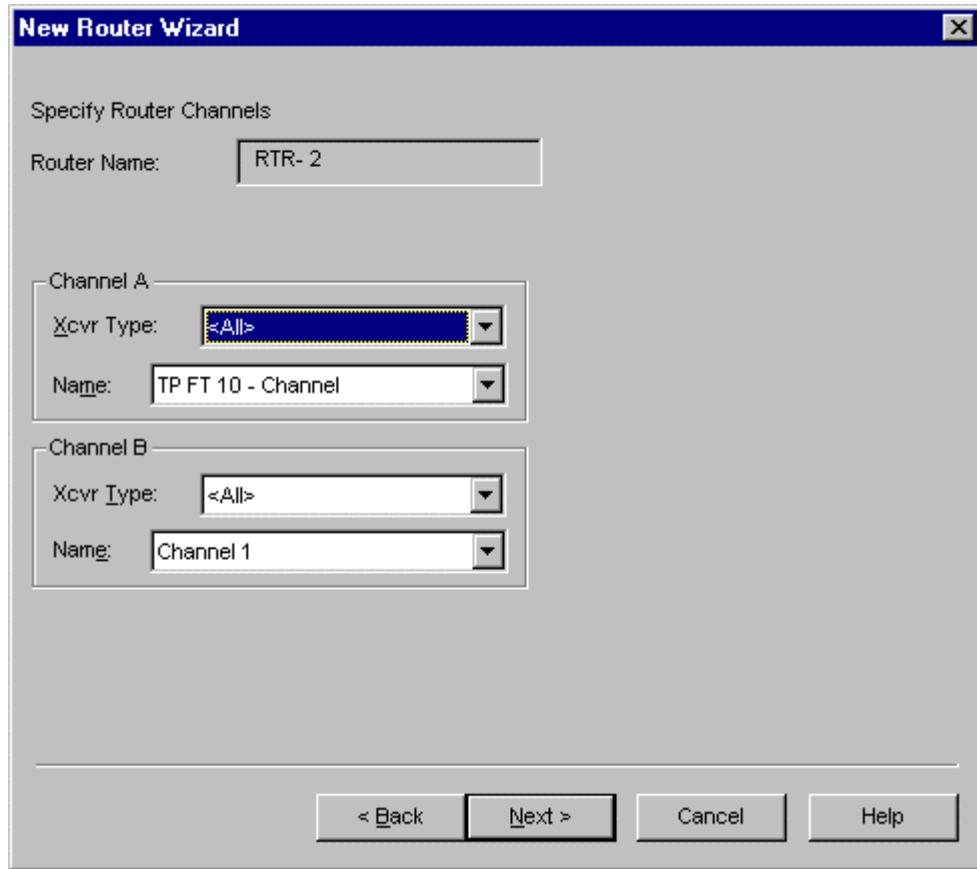 New Router Wizard
Specify Router Channels
Router Name: RTR- 2
Channel A
Xcvr Type: <All>
Name: TP FT 10 - Channel
Channel B
Xcvr Type: <All>
Name: Channel 1
< Back Next > Cancel Help